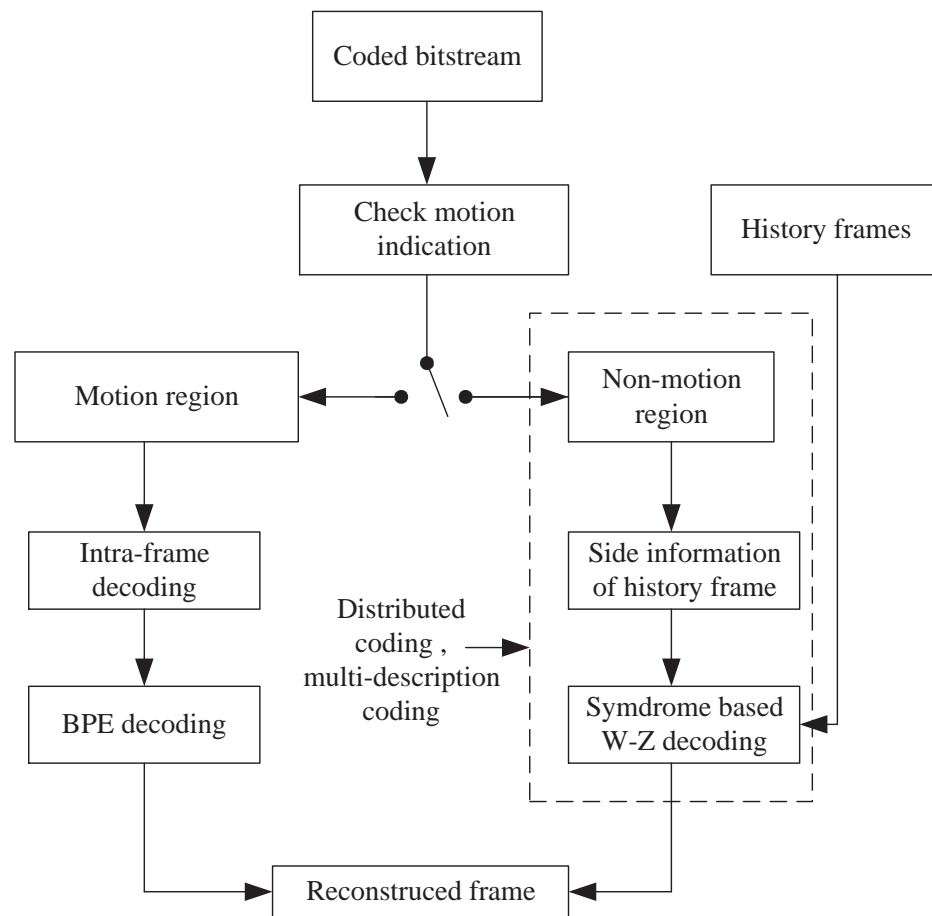 Coded bitstream
Check motion
indication
History frames
Motion region
Non-motion
region
Intra-frame
decoding
Side information
of history frame
Distributed
coding ,
multi-description
coding
BPE decoding
Symdrome based
W-Z decoding
Reconstruced frame